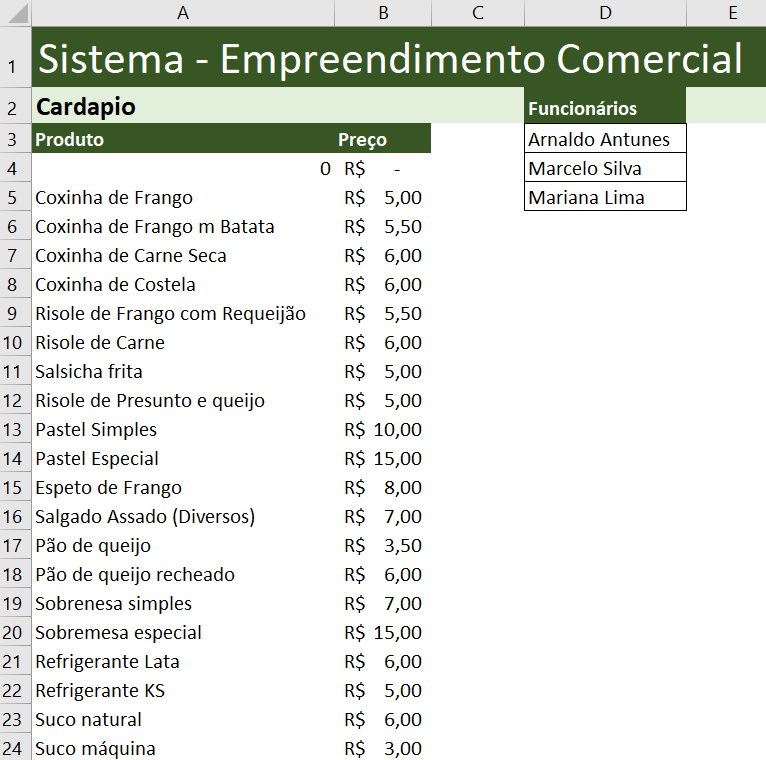 A B C D E
1 Sistema - Empreendimento Comercial
2 Cardapio Funcionários
3 Produto Preço Arnaldo Antunes
4 0 R$ - Marcelo Silva
5 Coxinha de Frango R$ 5,00 Mariana Lima
6 Coxinha de Frango m Batata R$ 5,50
7 Coxinha de Carne Seca R$ 6,00
8 Coxinha de Costela R$ 6,00
9 Risole de Frango com Requeijão R$ 5,50
10 Risole de Carne R$ 6,00
11 Salsicha frita R$ 5,00
12 Risole de Presunto e queijo R$ 5,00
13 Pastel Simples R$ 10,00
14 Pastel Especial R$ 15,00
15 Espeto de Frango R$ 8,00
16 Salgado Assado (Diversos) R$ 7,00
17 Pão de queijo R$ 3,50
18 Pão de queijo recheado R$ 6,00
19 Sobrenesa simples R$ 7,00
20 Sobremesa especial R$ 15,00
21 Refrigerante Lata R$ 6,00
22 Refrigerante KS R$ 5,00
23 Suco natural R$ 6,00
24 Suco máquina R$ 3,00